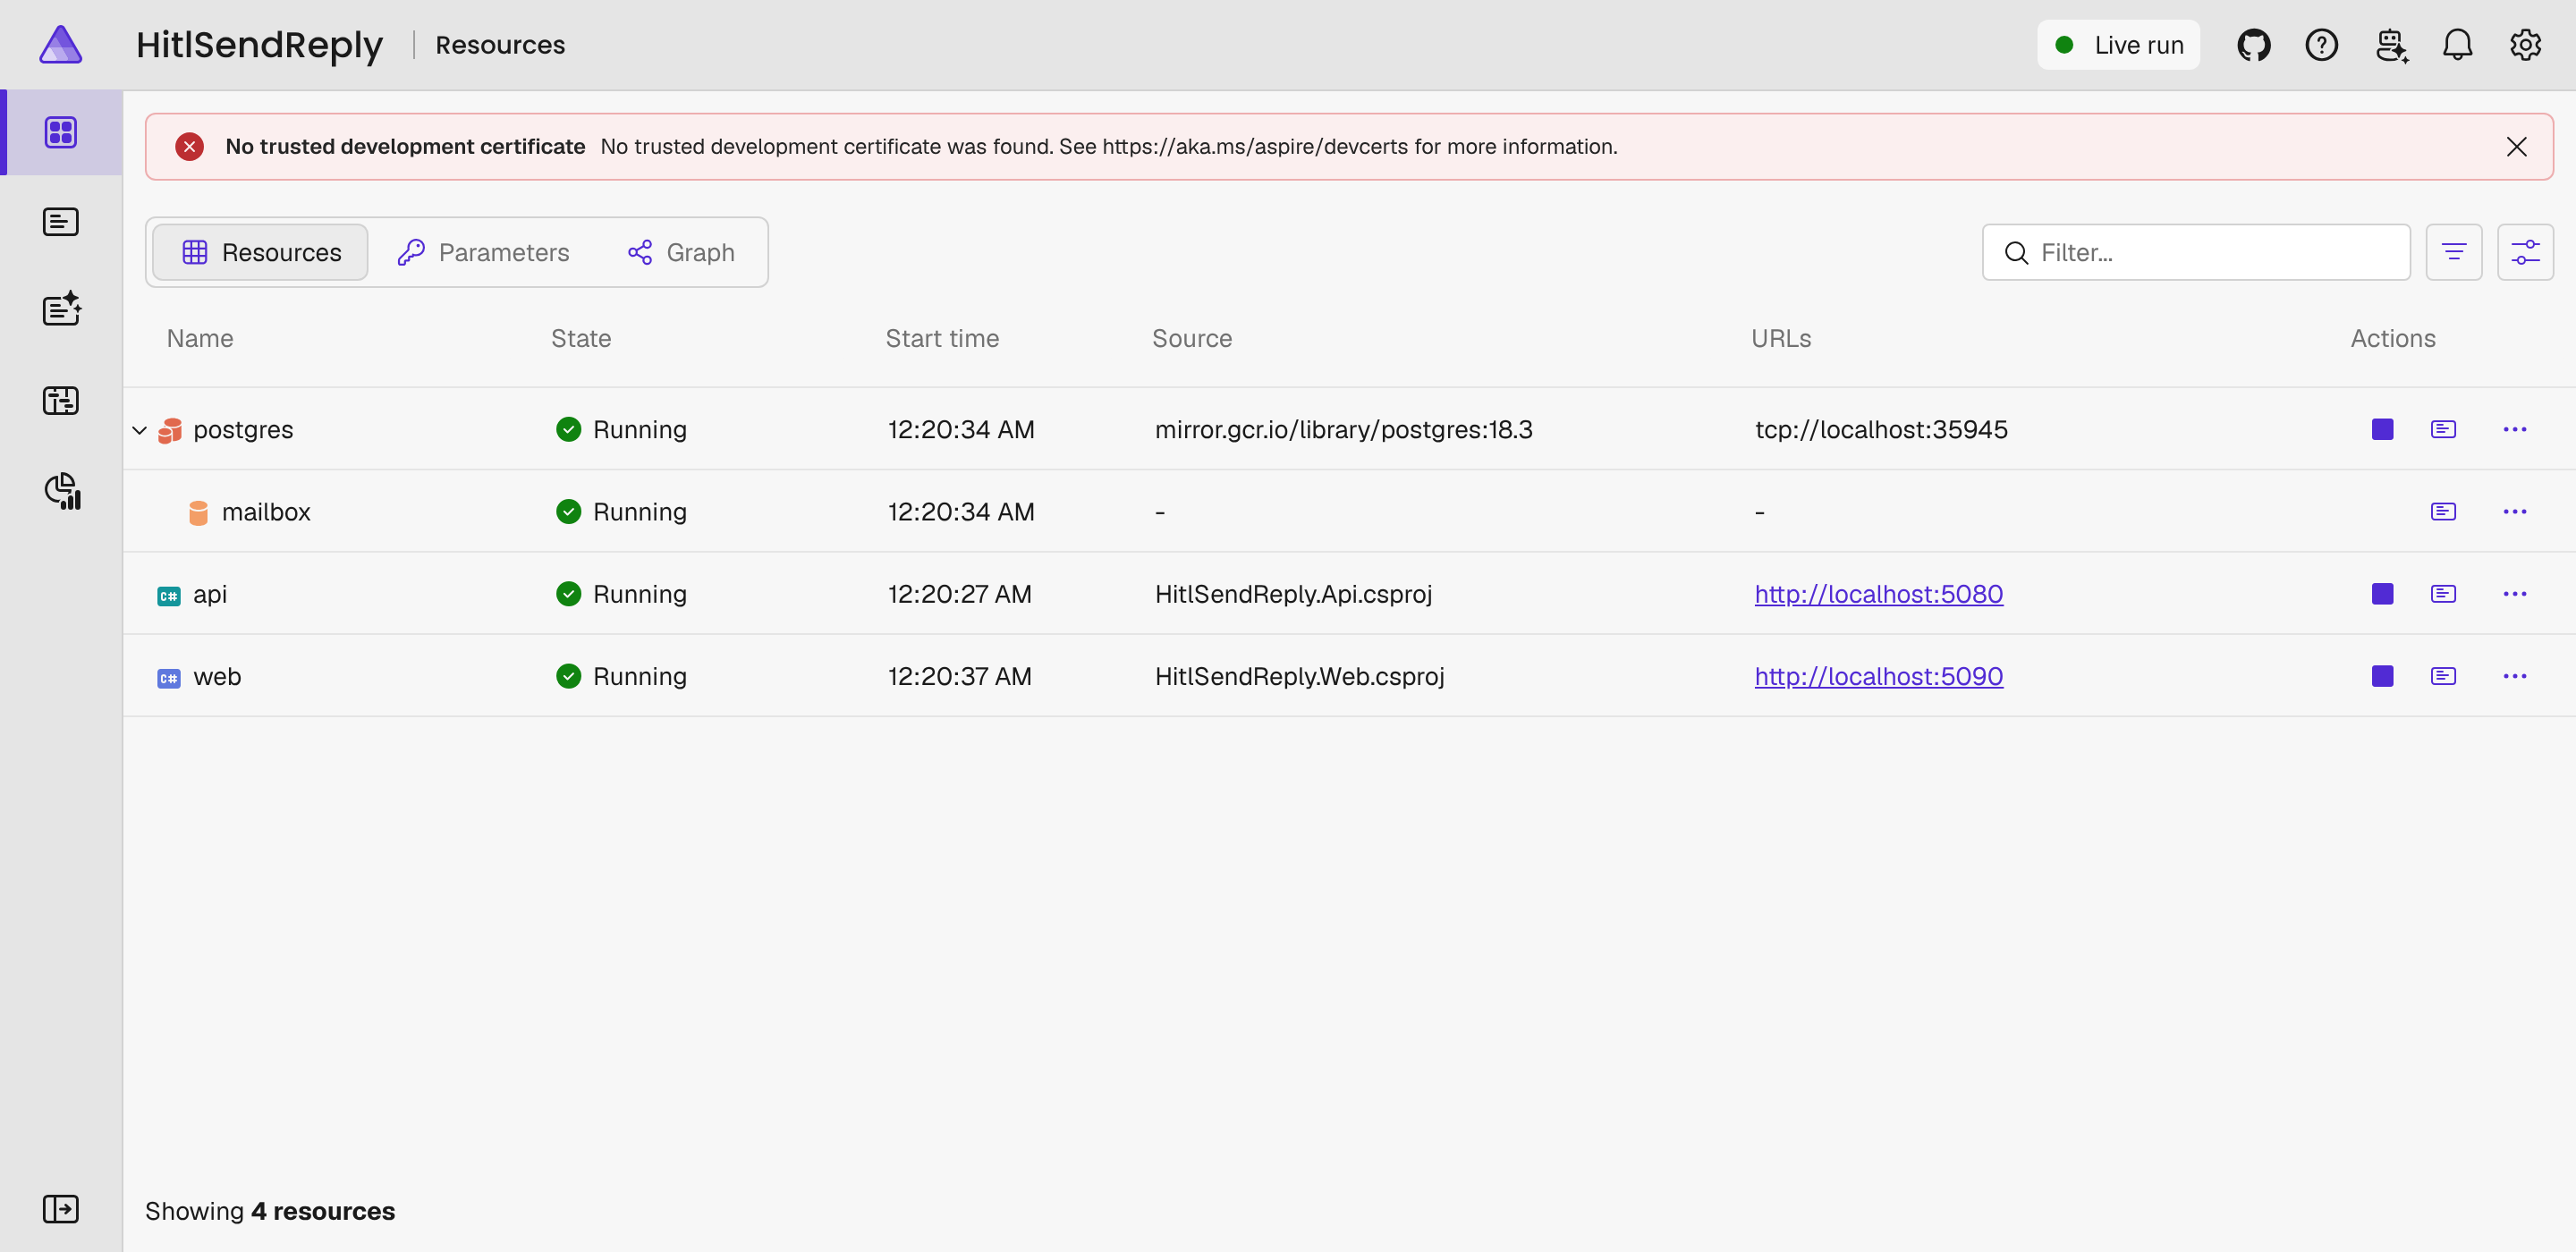 HitlSendReply | Resources
Live run
No trusted development certificate No trusted development certificate was found. See https://aka.ms/aspire/devcerts for more information.
Resources Parameters Graph
Filter...
Name State Start time Source URLs Actions
postgres Running 12:20:34 AM mirror.gcr.io/library/postgres:18.3 tcp://localhost:35945
mailbox Running 12:20:34 AM - -
C# api Running 12:20:27 AM HitlSendReply.Api.csproj http://localhost:5080
C# web Running 12:20:37 AM HitlSendReply.Web.csproj http://localhost:5090
Showing 4 resources